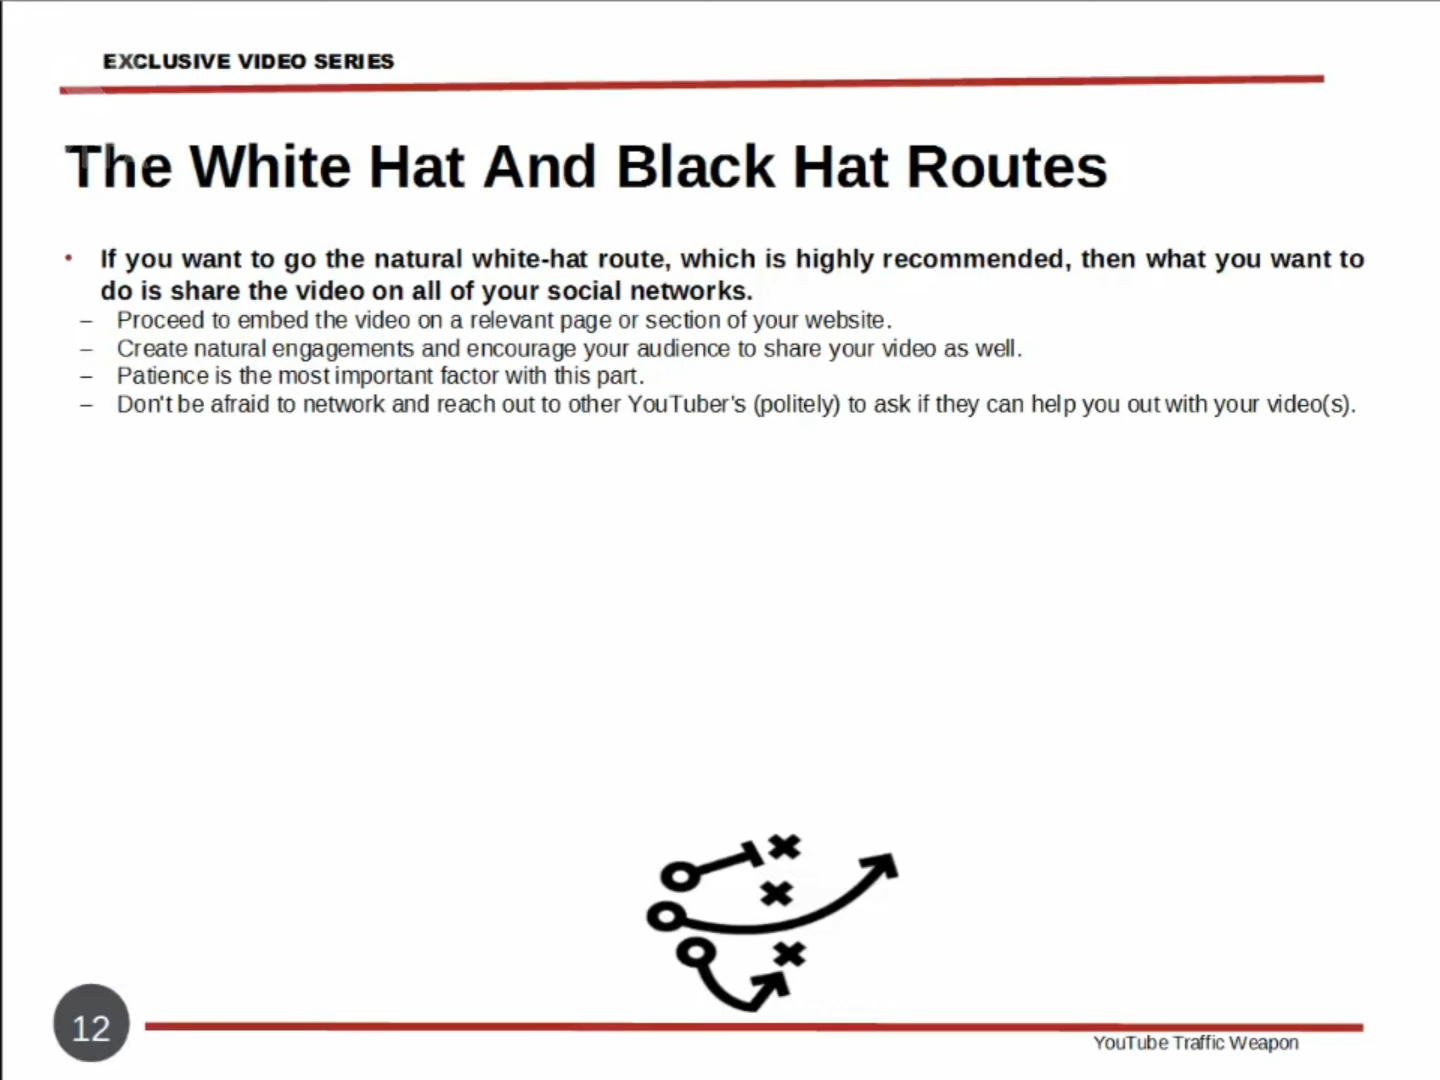 EXCLUSIVE VIDEO SERIES
The White Hat And Black Hat Routes
• If you want to go the natural white-hat route, which is highly recommended, then what you want to
do is share the video on all of your social networks.
– Proceed to embed the video on a relevant page or section of your website.
– Create natural engagements and encourage your audience to share your video as well.
– Patience is the most important factor with this part.
– Don't be afraid to network and reach out to other YouTuber's (politely) to ask if they can help you out with your video(s).
12
YouTube Traffic Weapon